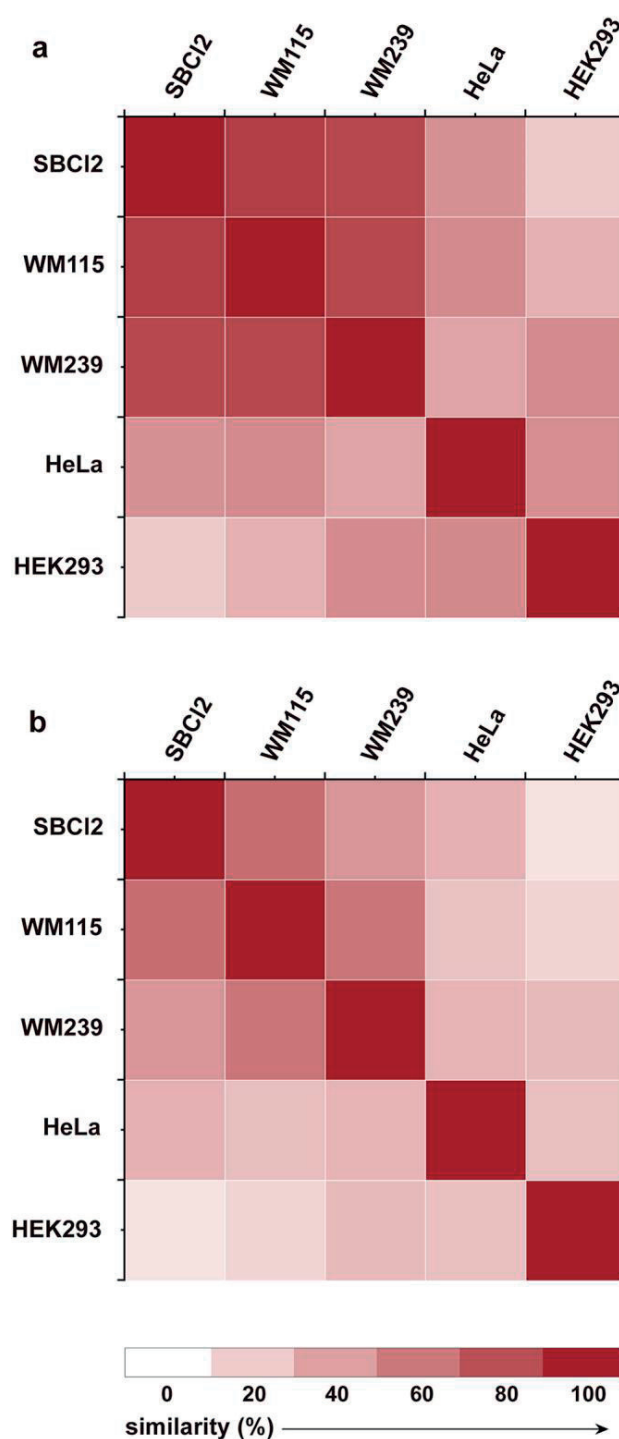 a
SBCl2 WM115 WM239 HeLa HEK293
SBCl2
WM115
WM239
HeLa
HEK293
b
SBCl2 WM115 WM239 HeLa HEK293
SBCl2
WM115
WM239
HeLa
HEK293
0 20 40 60 80 100
similarity (%)